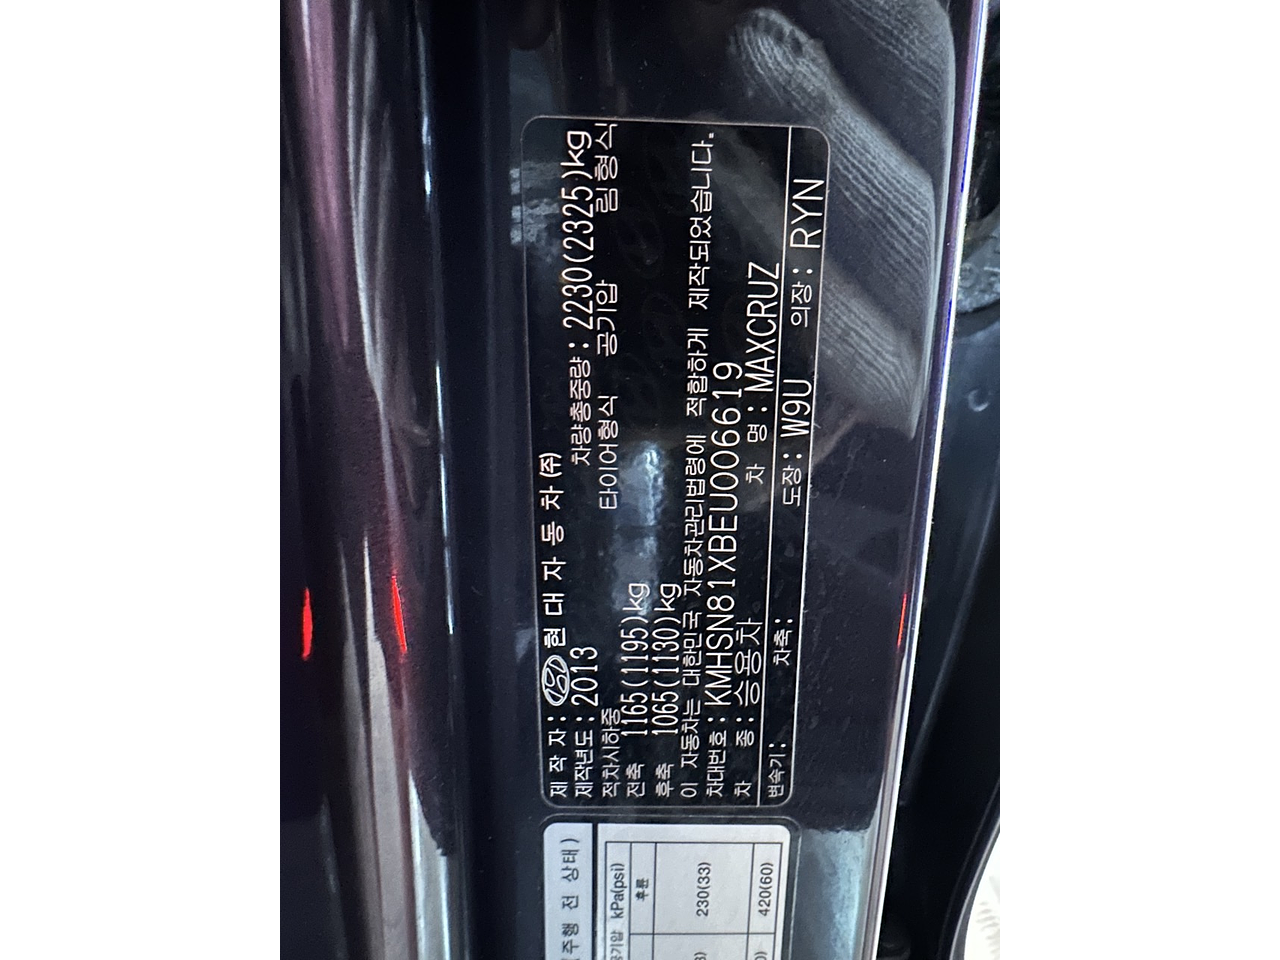 제 작 자 : 현 대 자 동 차 (주)
제작년도 : 2013 차량총중량 : 2230(2325)kg
적차시하중 타이어형식 공기압 림형식
전축 1165(1195)kg
후축 1065(1130)kg
이 자동차는 대한민국 자동차관리법령에 적합하게 제작되었습니다.
차대번호 : KMHSN81XBEU006619
차 종 : 승용차 차 명 : MAXCRUZ
변속기 : 차축 : 도장 : W9U 의장 : RYN
주행 전 상태)
공기압 kPa(psi)
후륜
230(33)
420(60)